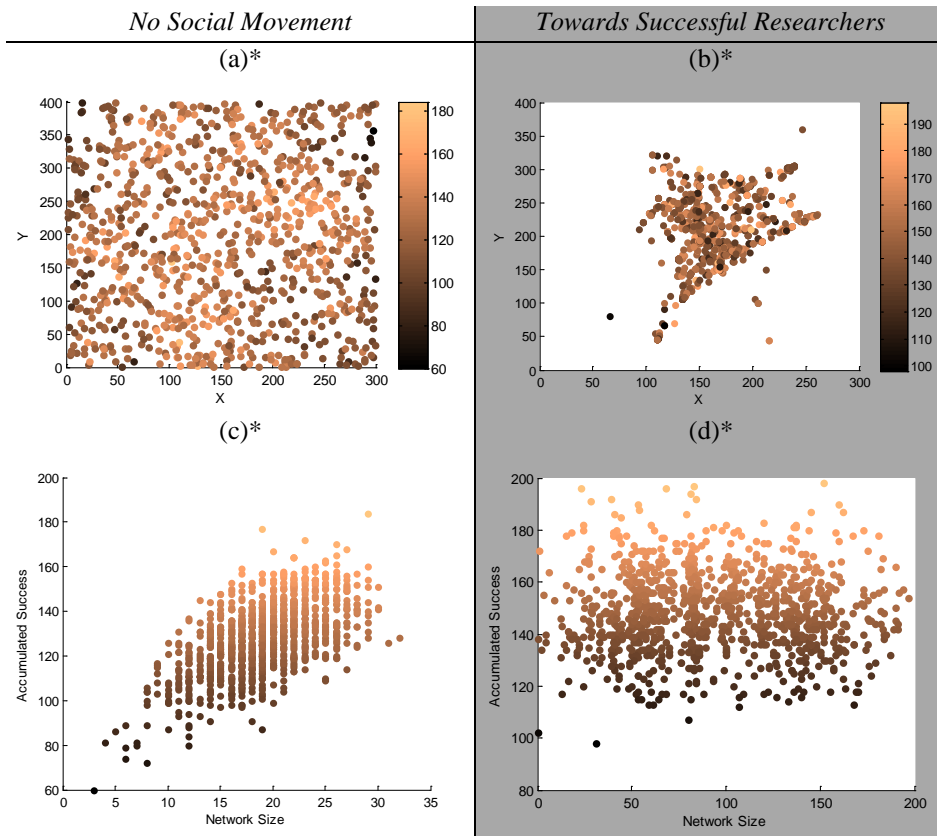 No Social Movement
Towards Successful Researchers
(a)*
(b)*
400
350
300
250
200
150
100
50
0
Y
0 50 100 150 200 250 300
X
180
160
140
120
100
80
60
400
350
300
250
200
150
100
50
0
Y
0 100 150 200 250 300
X
190
180
170
160
150
140
130
120
110
100
(c)*
(d)*
200
180
160
140
120
100
80
60
Accumulated Success
0 5 10 15 20 25 30 35
Network Size
200
180
160
140
120
100
80
Accumulated Success
0 50 100 150 200
Network Size